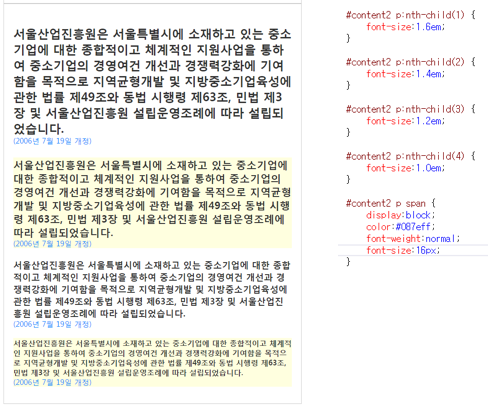 서울산업진흥원은 서울특별시에 소재하고 있는 중소
기업에 대한 종합적이고 체계적인 지원사업을 통하
여 중소기업의 경영여건 개선과 경쟁력강화에 기여
함을 목적으로 지역균형개발 및 지방중소기업육성에
관한 법률 제49조와 동법 시행령 제63조, 민법 제3
장 및 서울산업진흥원 설립운영조례에 따라 설립되
었습니다.
(2006년 7월 19일 개정)
서울산업진흥원은 서울특별시에 소재하고 있는 중소기업에
대한 종합적이고 체계적인 지원사업을 통하여 중소기업의
경영여건 개선과 경쟁력강화에 기여함을 목적으로 지역균형
개발 및 지방중소기업육성에 관한 법률 제49조와 동법 시행
령 제63조, 민법 제3장 및 서울산업진흥원 설립운영조례에
따라 설립되었습니다.
(2006년 7월 19일 개정)
서울산업진흥원은 서울특별시에 소재하고 있는 중소기업에 대한 종합
적이고 체계적인 지원사업을 통하여 중소기업의 경영여건 개선과 경
쟁력강화에 기여함을 목적으로 지역균형개발 및 지방중소기업육성에
관한 법률 제49조와 동법 시행령 제63조, 민법 제3장 및 서울산업진
흥원 설립운영조례에 따라 설립되었습니다.
(2006년 7월 19일 개정)
서울산업진흥원은 서울특별시에 소재하고 있는 중소기업에 대한 종합적이고 체계적
인 지원사업을 통하여 중소기업의 경영여건 개선과 경쟁력강화에 기여함을 목적으
로 지역균형개발 및 지방중소기업육성에 관한 법률 제49조와 동법 시행령 제63조,
민법 제3장 및 서울산업진흥원 설립운영조례에 따라 설립되었습니다.
(2006년 7월 19일 개정)
#content2 p:nth-child(1) {
font-size:1.6em;
}
#content2 p:nth-child(2) {
font-size:1.4em;
}
#content2 p:nth-child(3) {
font-size:1.2em;
}
#content2 p:nth-child(4) {
font-size:1.0em;
}
#content2 p span {
display:block;
color:#087eff;
font-weight:normal;
font-size:16px;
}